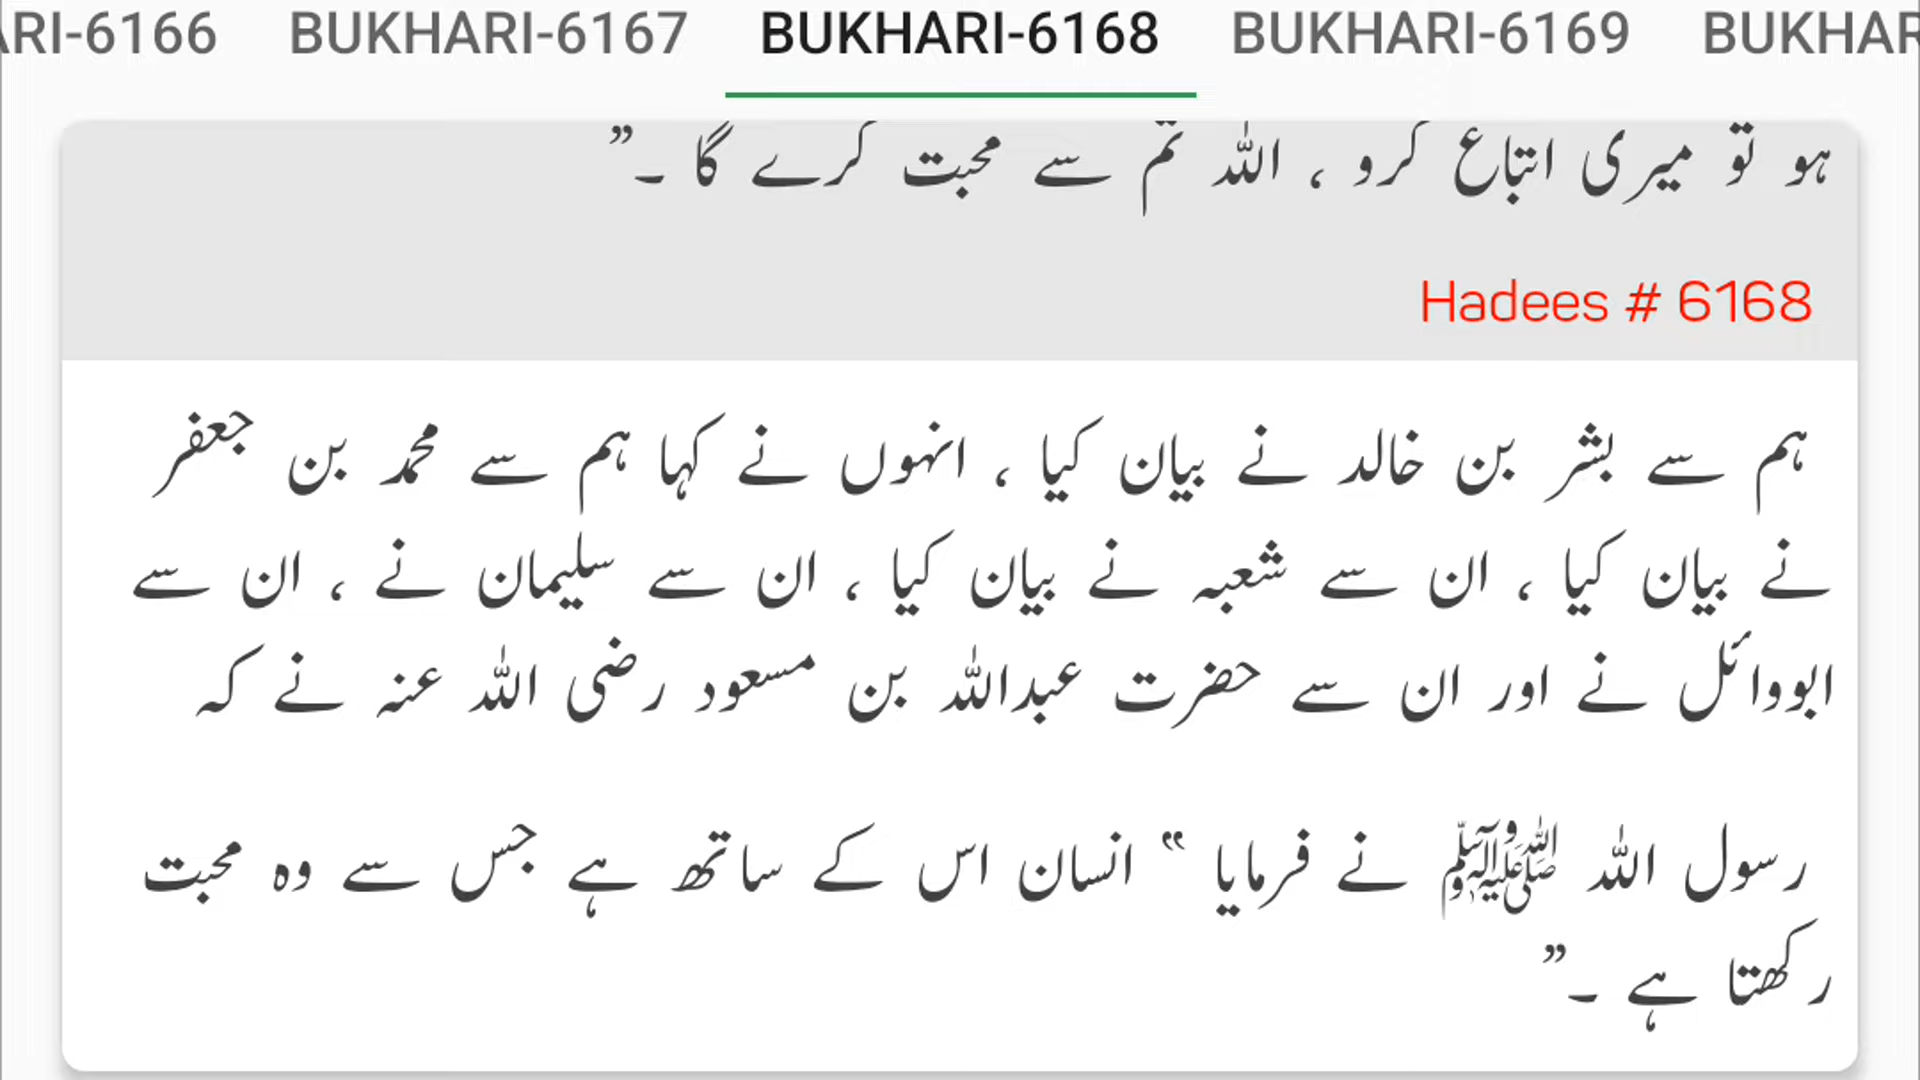 RI-6166 BUKHARI-6167 BUKHARI-6168 BUKHARI-6169 BUKHAR
ہو تو میری اتباع کرو ، اللہ تم سے محبت کرے گا ۔”
Hadees # 6168
ہم سے بشر بن خالد نے بیان کیا ، انہوں نے کہا ہم سے محمد بن جعفر
نے بیان کیا ، ان سے شعبہ نے بیان کیا ، ان سے سلیمان نے ، ان سے
ابووائل نے اور ان سے حضرت عبداللہ بن مسعود رضی اللہ عنہ نے کہ
رسول اللہ ﷺ نے فرمایا “ انسان اس کے ساتھ ہے جس سے وہ محبت
رکھتا ہے ۔”